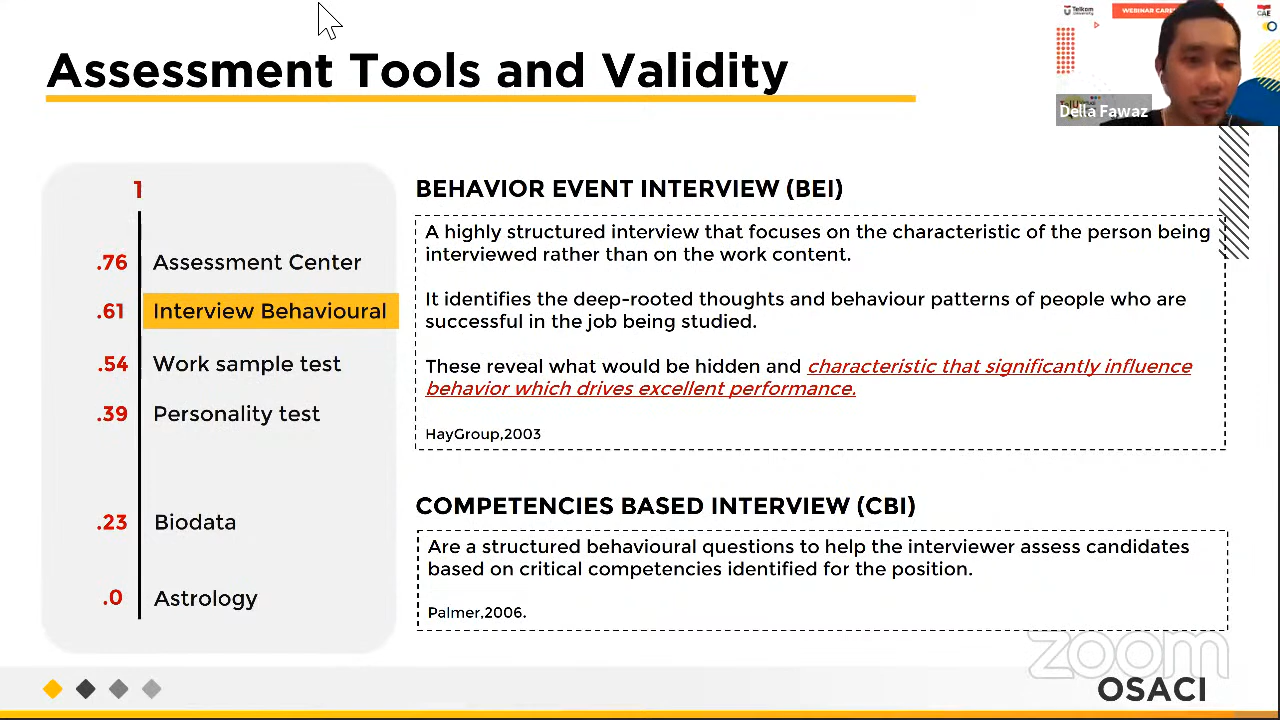 Assessment Tools and Validity
Telkom
University
WEBINAR CARE
CAE
Della Fawaz
1
.76 Assessment Center
.61 Interview Behavioural
.54 Work sample test
.39 Personality test
.23 Biodata
.0 Astrology
BEHAVIOR EVENT INTERVIEW (BEI)
A highly structured interview that focuses on the characteristic of the person being
interviewed rather than on the work content.
It identifies the deep-rooted thoughts and behaviour patterns of people who are
successful in the job being studied.
These reveal what would be hidden and characteristic that significantly influence
behavior which drives excellent performance.
HayGroup,2003
COMPETENCIES BASED INTERVIEW (CBI)
Are a structured behavioural questions to help the interviewer assess candidates
based on critical competencies identified for the position.
Palmer,2006.
zoom
OSACI